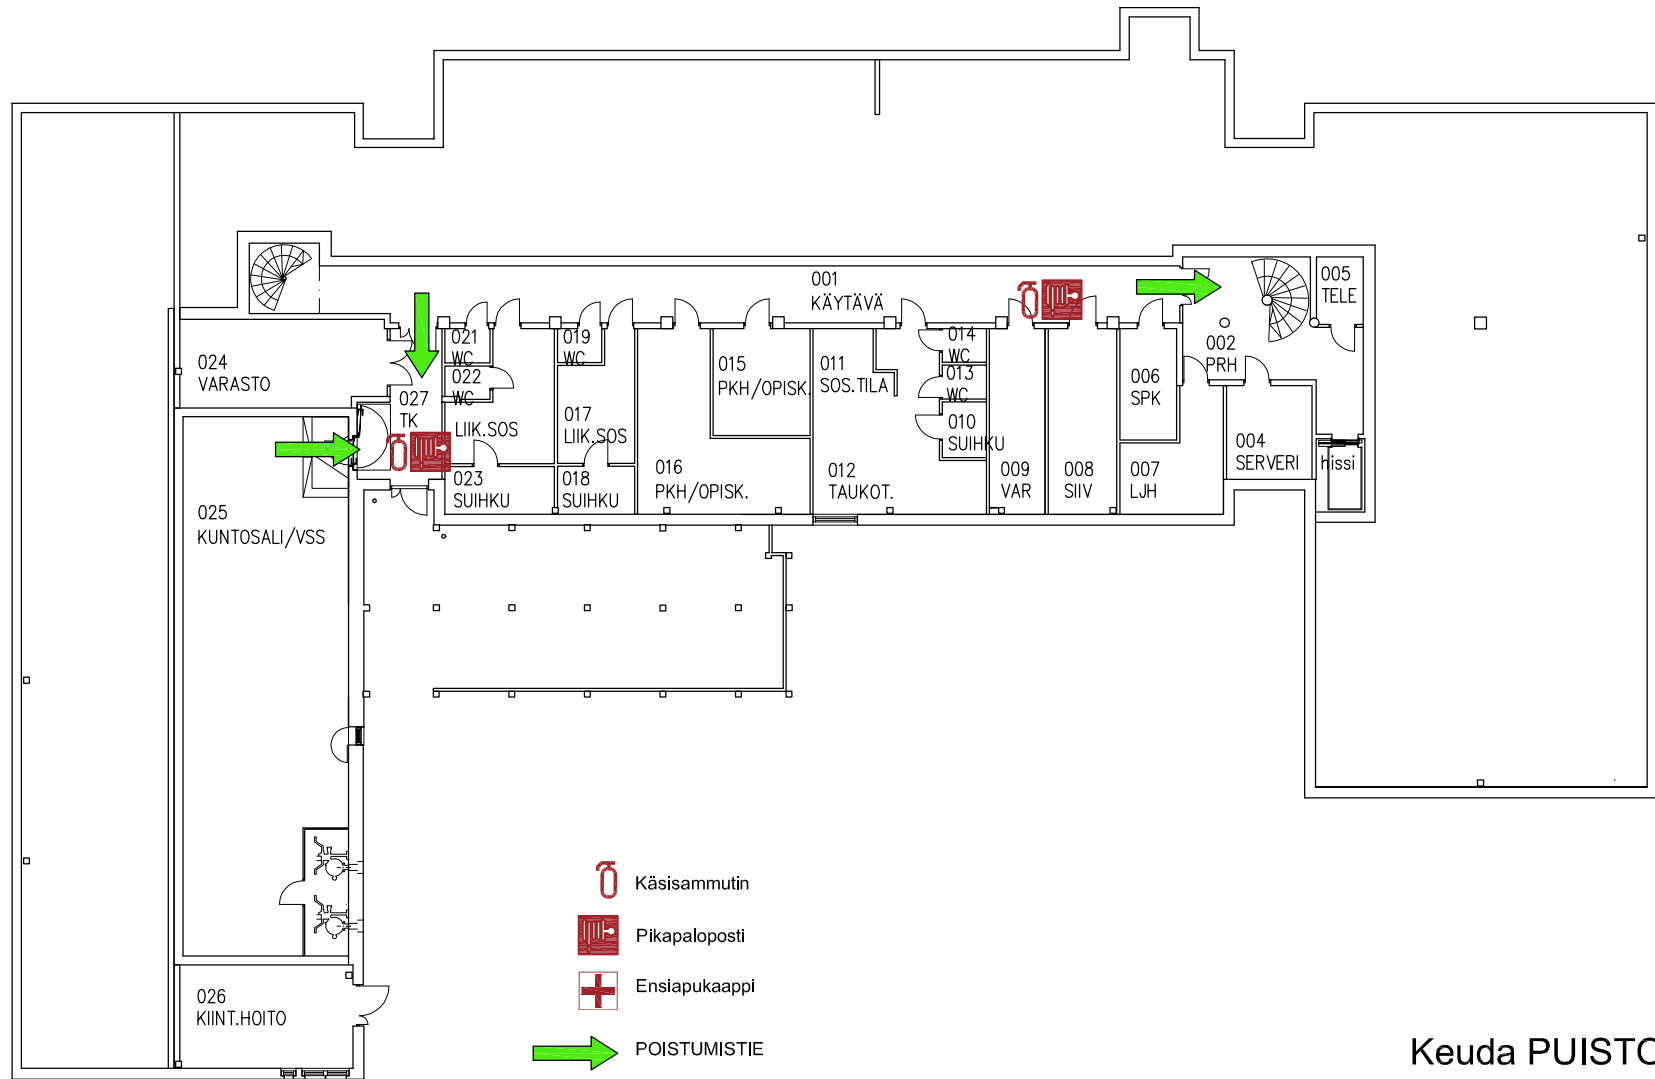 001
KÄYTÄVÄ
005
TELE
002
PRH
021
WC
019
WC
014
WC
024
VARASTO
022
WC
015
PKH/OPISK.
011
SOS.TILA
013
WC
006
SPK
027
TK
LIIK.SOS
017
LIIK.SOS
010
SUIHKU
004
SERVERI
hissi
023
SUIHKU
018
SUIHKU
016
PKH/OPISK.
012
TAUKOT.
009
VAR
008
SIIV
007
LJH
025
KUNTOSALI/VSS
026
KIINT.HOITO
Käsisammutin
Pikapaloposti
Ensiapukaappi
POISTUMISTIE
Keuda PUISTO